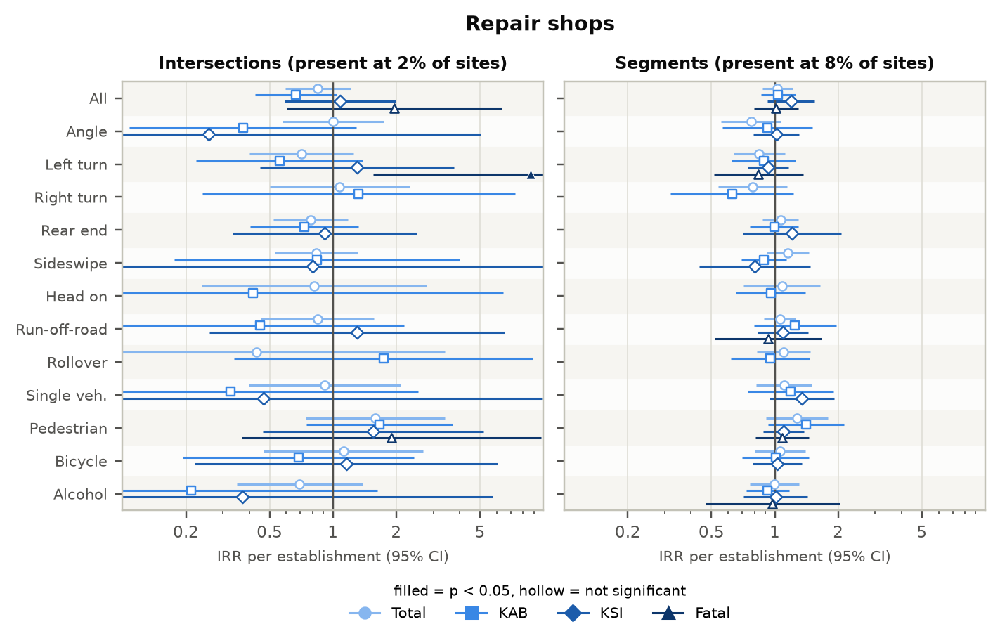 Repair shops
Intersections (present at 2% of sites)
Segments (present at 8% of sites)
All
Angle
Left turn
Right turn
Rear end
Sideswipe
Head on
Run-off-road
Rollover
Single veh.
Pedestrian
Bicycle
Alcohol
0.2 0.5 1 2 5
0.2 0.5 1 2 5
IRR per establishment (95% CI)
IRR per establishment (95% CI)
filled = p < 0.05, hollow = not significant
Total KAB KSI Fatal